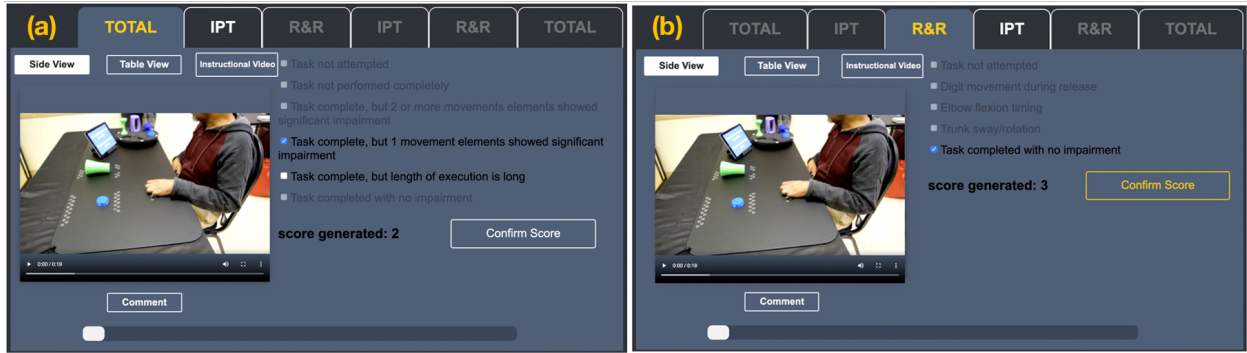 (a) TOTAL IPT R&R IPT R&R TOTAL
Side View Table View Instructional Video
Task not attempted
Task not performed completely
Task complete, but 2 or more movements elements showed
significant impairment
Task complete, but 1 movement elements showed significant
impairment
Task complete, but length of execution is long
Task completed with no impairment
score generated: 2 Confirm Score
0:00 / 0:19
Comment
(b) TOTAL IPT R&R IPT R&R TOTAL
Side View Table View Instructional Video
Task not attempted
Digit movement during release
Elbow flexion timing
Trunk sway/rotation
Task completed with no impairment
score generated: 3 Confirm Score
0:00 / 0:19
Comment